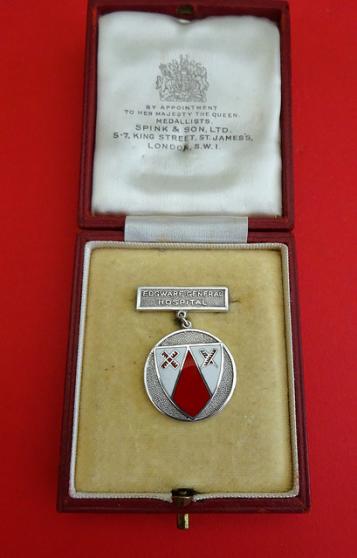 BY APPOINTMENT
TO HER MAJESTY THE QUEEN.
MEDALLISTS.
SPINK & SON, LTD.
5-7, KING STREET, ST. JAMES'S,
LONDON, S.W.1.
EDGWARE GENERAL
HOSPITAL